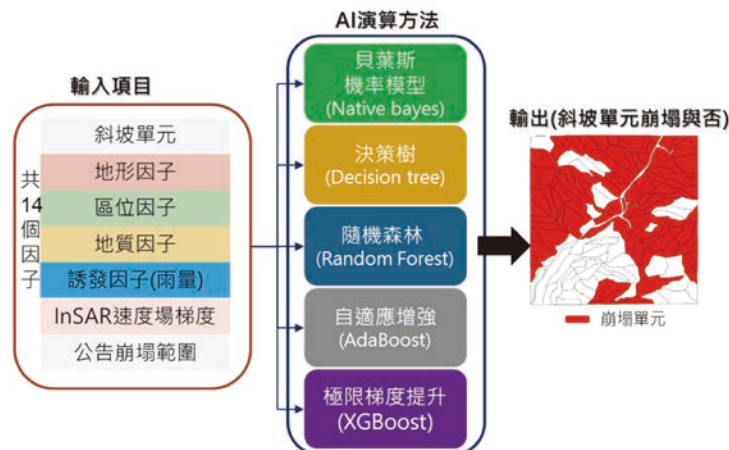 AI演算方法
輸入項目
共
14
個
因
子
斜坡單元
地形因子
區位因子
地質因子
誘發因子(雨量)
InSAR速度場梯度
公告崩塌範圍
貝葉斯
機率模型
(Native bayes)
決策樹
(Decision tree)
隨機森林
(Random Forest)
自適應增強
(AdaBoost)
極限梯度提升
(XGBoost)
輸出(斜坡單元崩塌與否)
崩塌單元